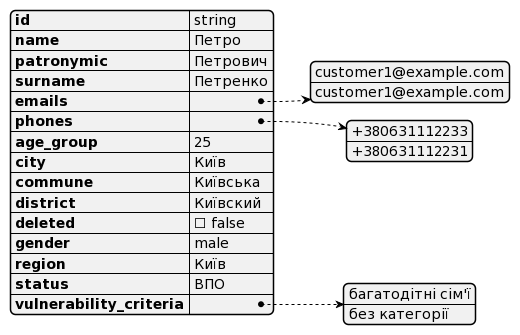 id string
name Петро
patronymic Петрович
surname Петренко
emails
customer1@example.com
customer1@example.com
phones
+380631112233
+380631112231
age_group 25
city Київ
commune Київська
district Київский
deleted ☐ false
gender male
region Київ
status ВПО
vulnerability_criteria
багатодітні сім'ї
без категорії